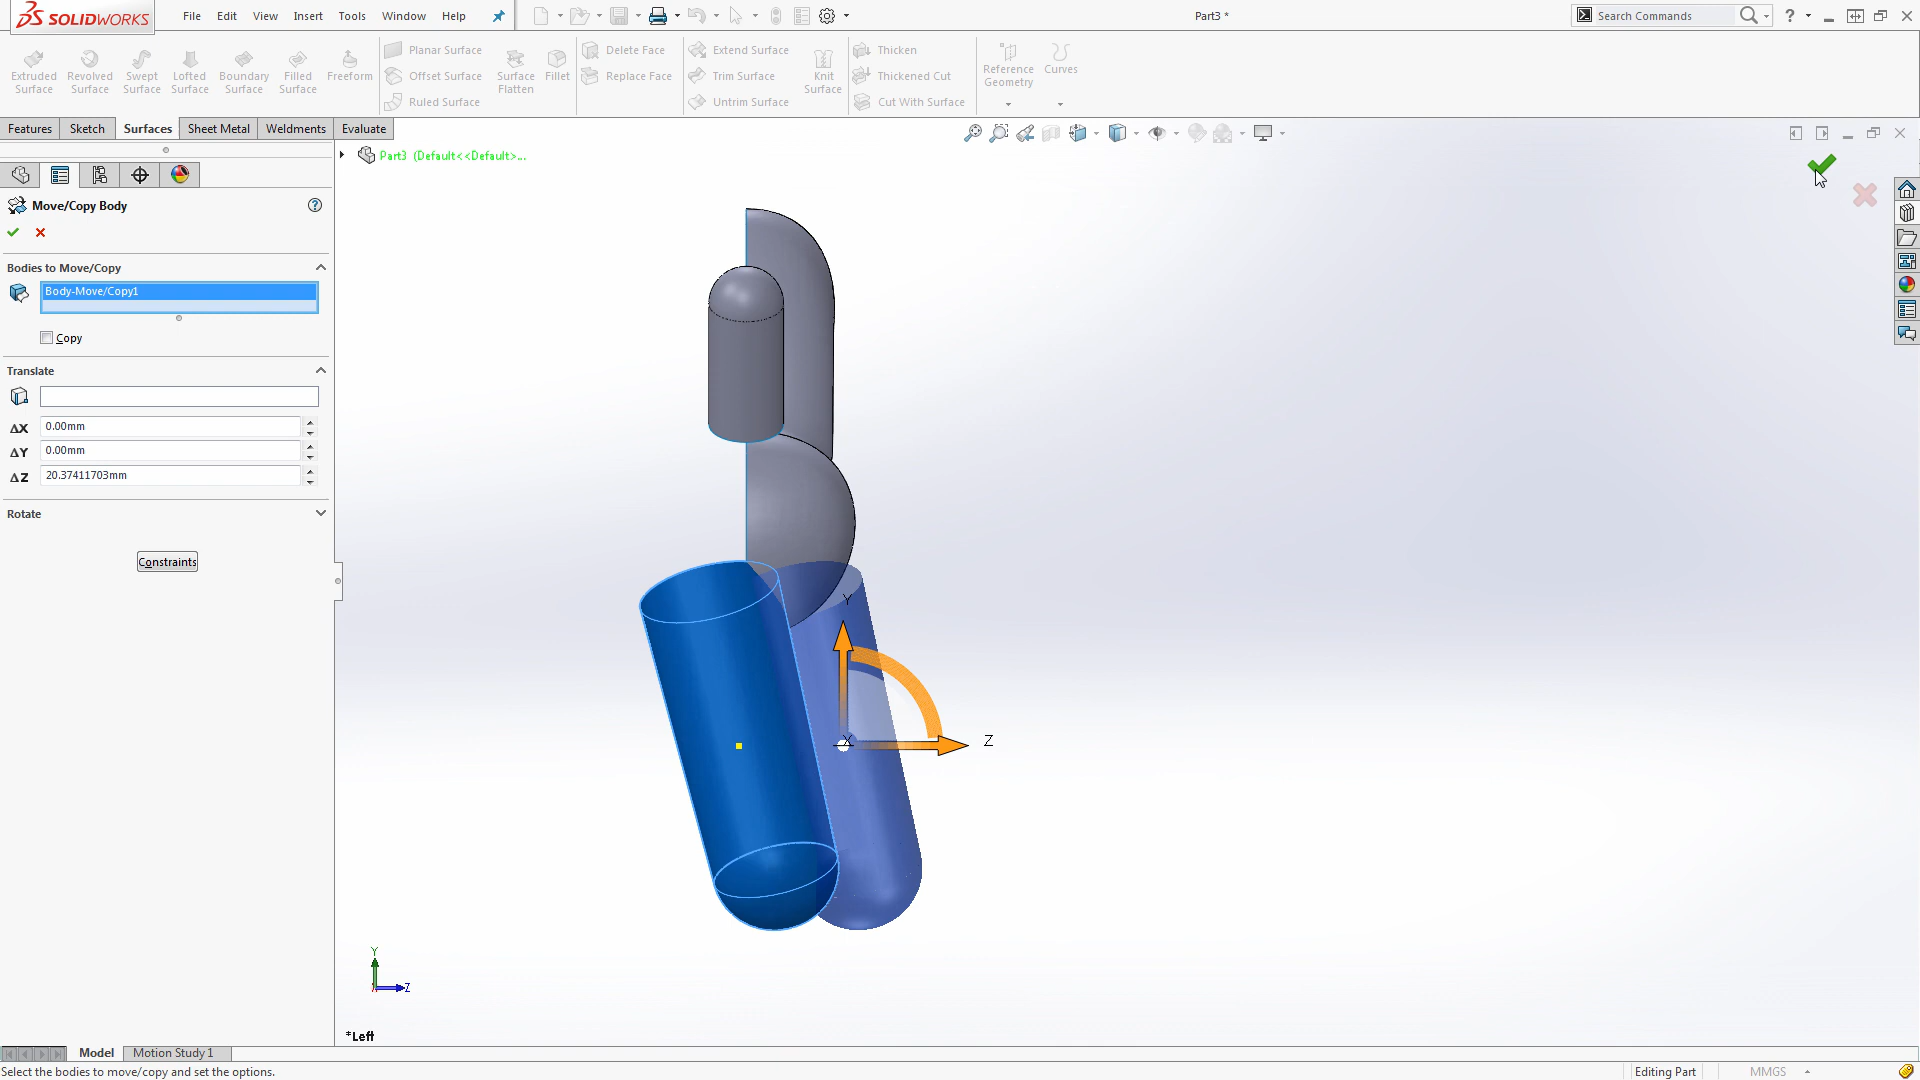 SOLIDWORKS File Edit View Insert Tools Window Help Part3 * Search Commands ?
Extruded Surface
Revolved Surface
Swept Surface
Lofted Surface
Boundary Surface
Filled Surface
Freeform
Planar Surface
Offset Surface
Ruled Surface
Surface Flatten
Fillet
Delete Face
Replace Face
Extend Surface
Trim Surface
Untrim Surface
Knit Surface
Thicken
Thickened Cut
Cut With Surface
Reference Geometry
Curves
Features Sketch Surfaces Sheet Metal Weldments Evaluate
Part3 (Default<<Default>...
Move/Copy Body ?
Bodies to Move/Copy
Body-Move/Copy1
Copy
Translate
ΔX 0.00mm
ΔY 0.00mm
ΔZ 20.37411703mm
Rotate
Constraints
Y
X
Z
Y
Z
*Left
Model Motion Study 1
Select the bodies to move/copy and set the options. Editing Part MMGS